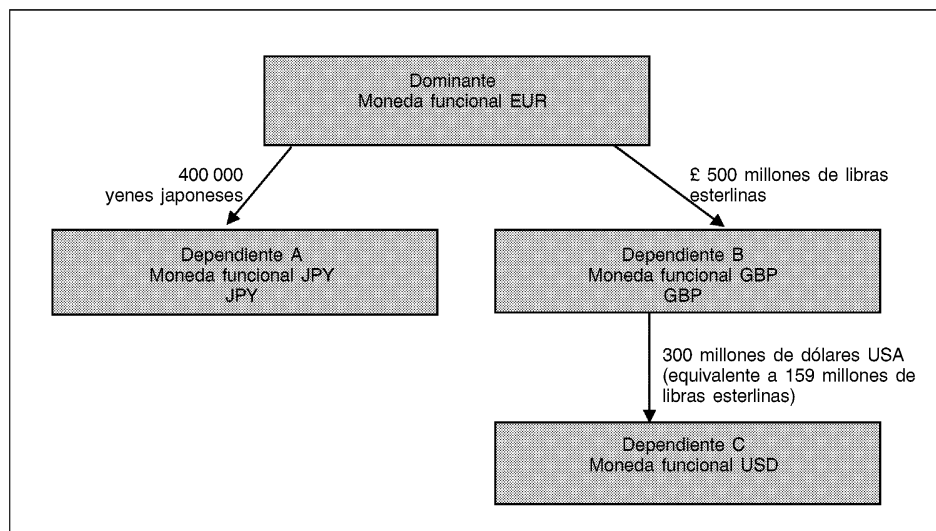 Dominante
Moneda funcional EUR
400 000
yenes japoneses
£ 500 millones de libras
esterlinas
Dependiente A
Moneda funcional JPY
JPY
Dependiente B
Moneda funcional GBP
GBP
300 millones de dólares USA
(equivalente a 159 millones de
libras esterlinas)
Dependiente C
Moneda funcional USD